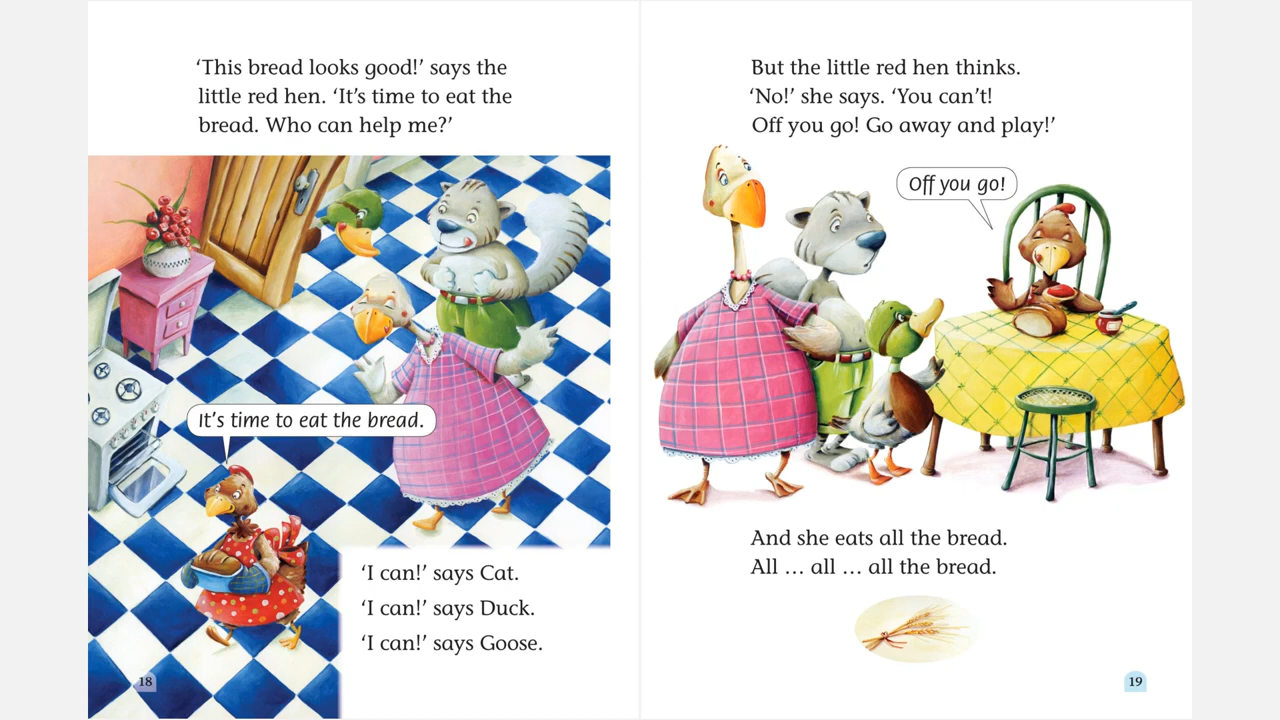 ‘This bread looks good!’ says the
little red hen. ‘It’s time to eat the
bread. Who can help me?’
It’s time to eat the bread.
‘I can!’ says Cat.
‘I can!’ says Duck.
‘I can!’ says Goose.
18
But the little red hen thinks.
‘No!’ she says. ‘You can’t!
Off you go! Go away and play!’
Off you go!
And she eats all the bread.
All … all … all the bread.
19